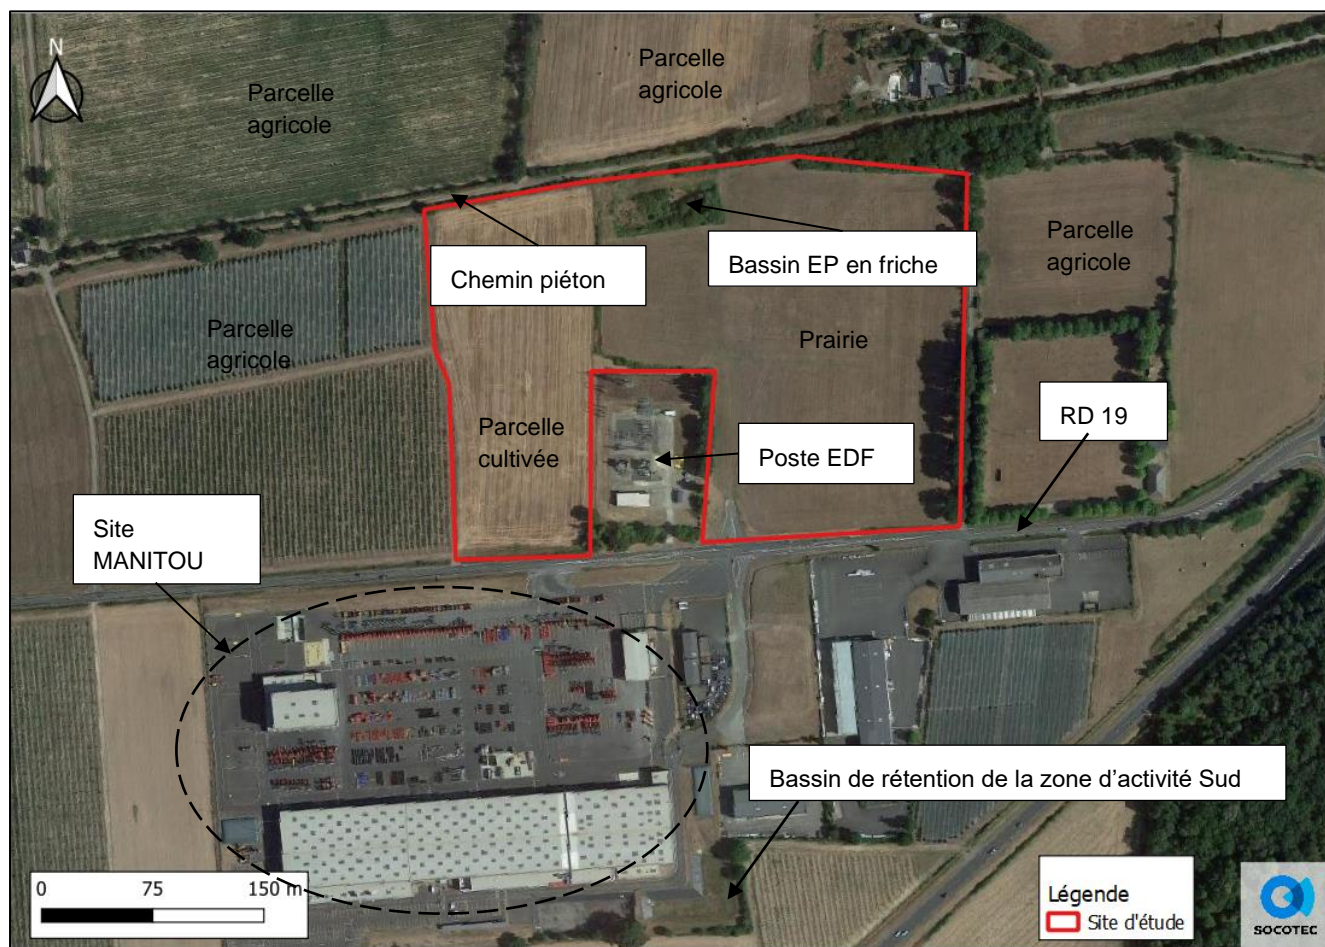 N
Parcelle
agricole
Parcelle
agricole
Chemin piéton
Bassin EP en friche
Parcelle
agricole
Parcelle
agricole
Prairie
RD 19
Parcelle
cultivée
Poste EDF
Site
MANITOU
Bassin de rétention de la zone d'activité Sud
0 75 150 m
Légende
Site d'étude
SOCOTEC